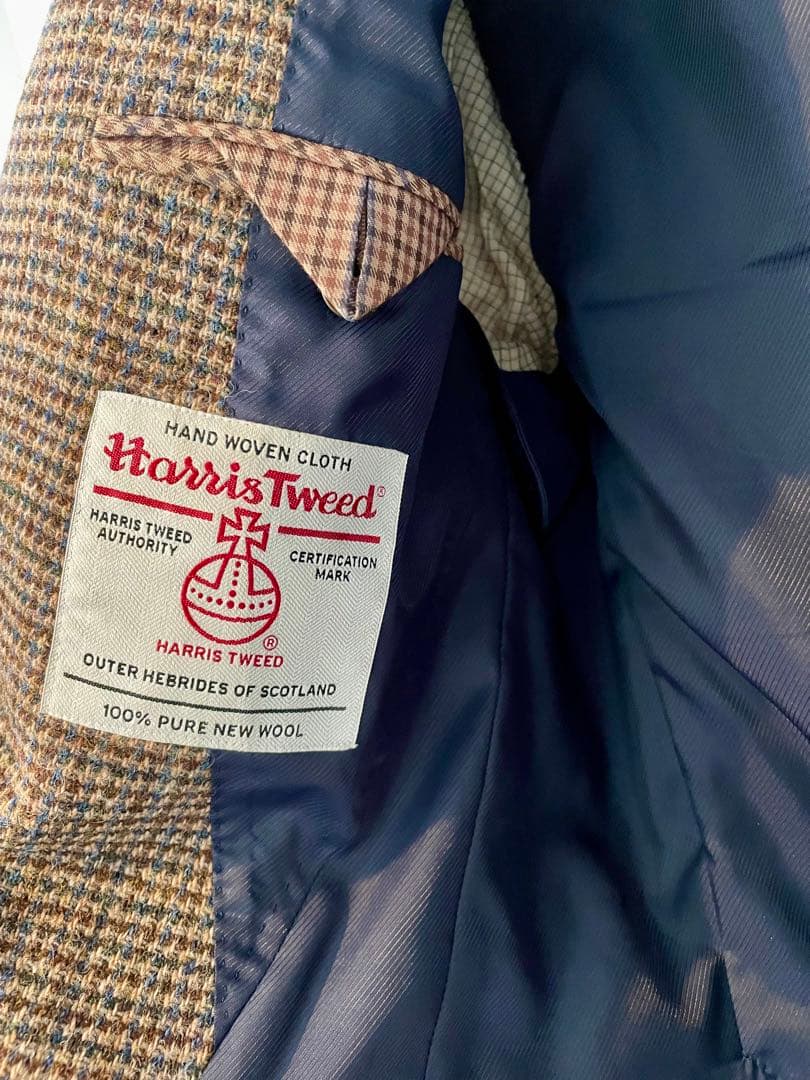 HAND WOVEN CLOTH
Harris Tweed®
HARRIS TWEED
AUTHORITY
CERTIFICATION
MARK
®
HARRIS TWEED
OUTER HEBRIDES OF SCOTLAND
100% PURE NEW WOOL